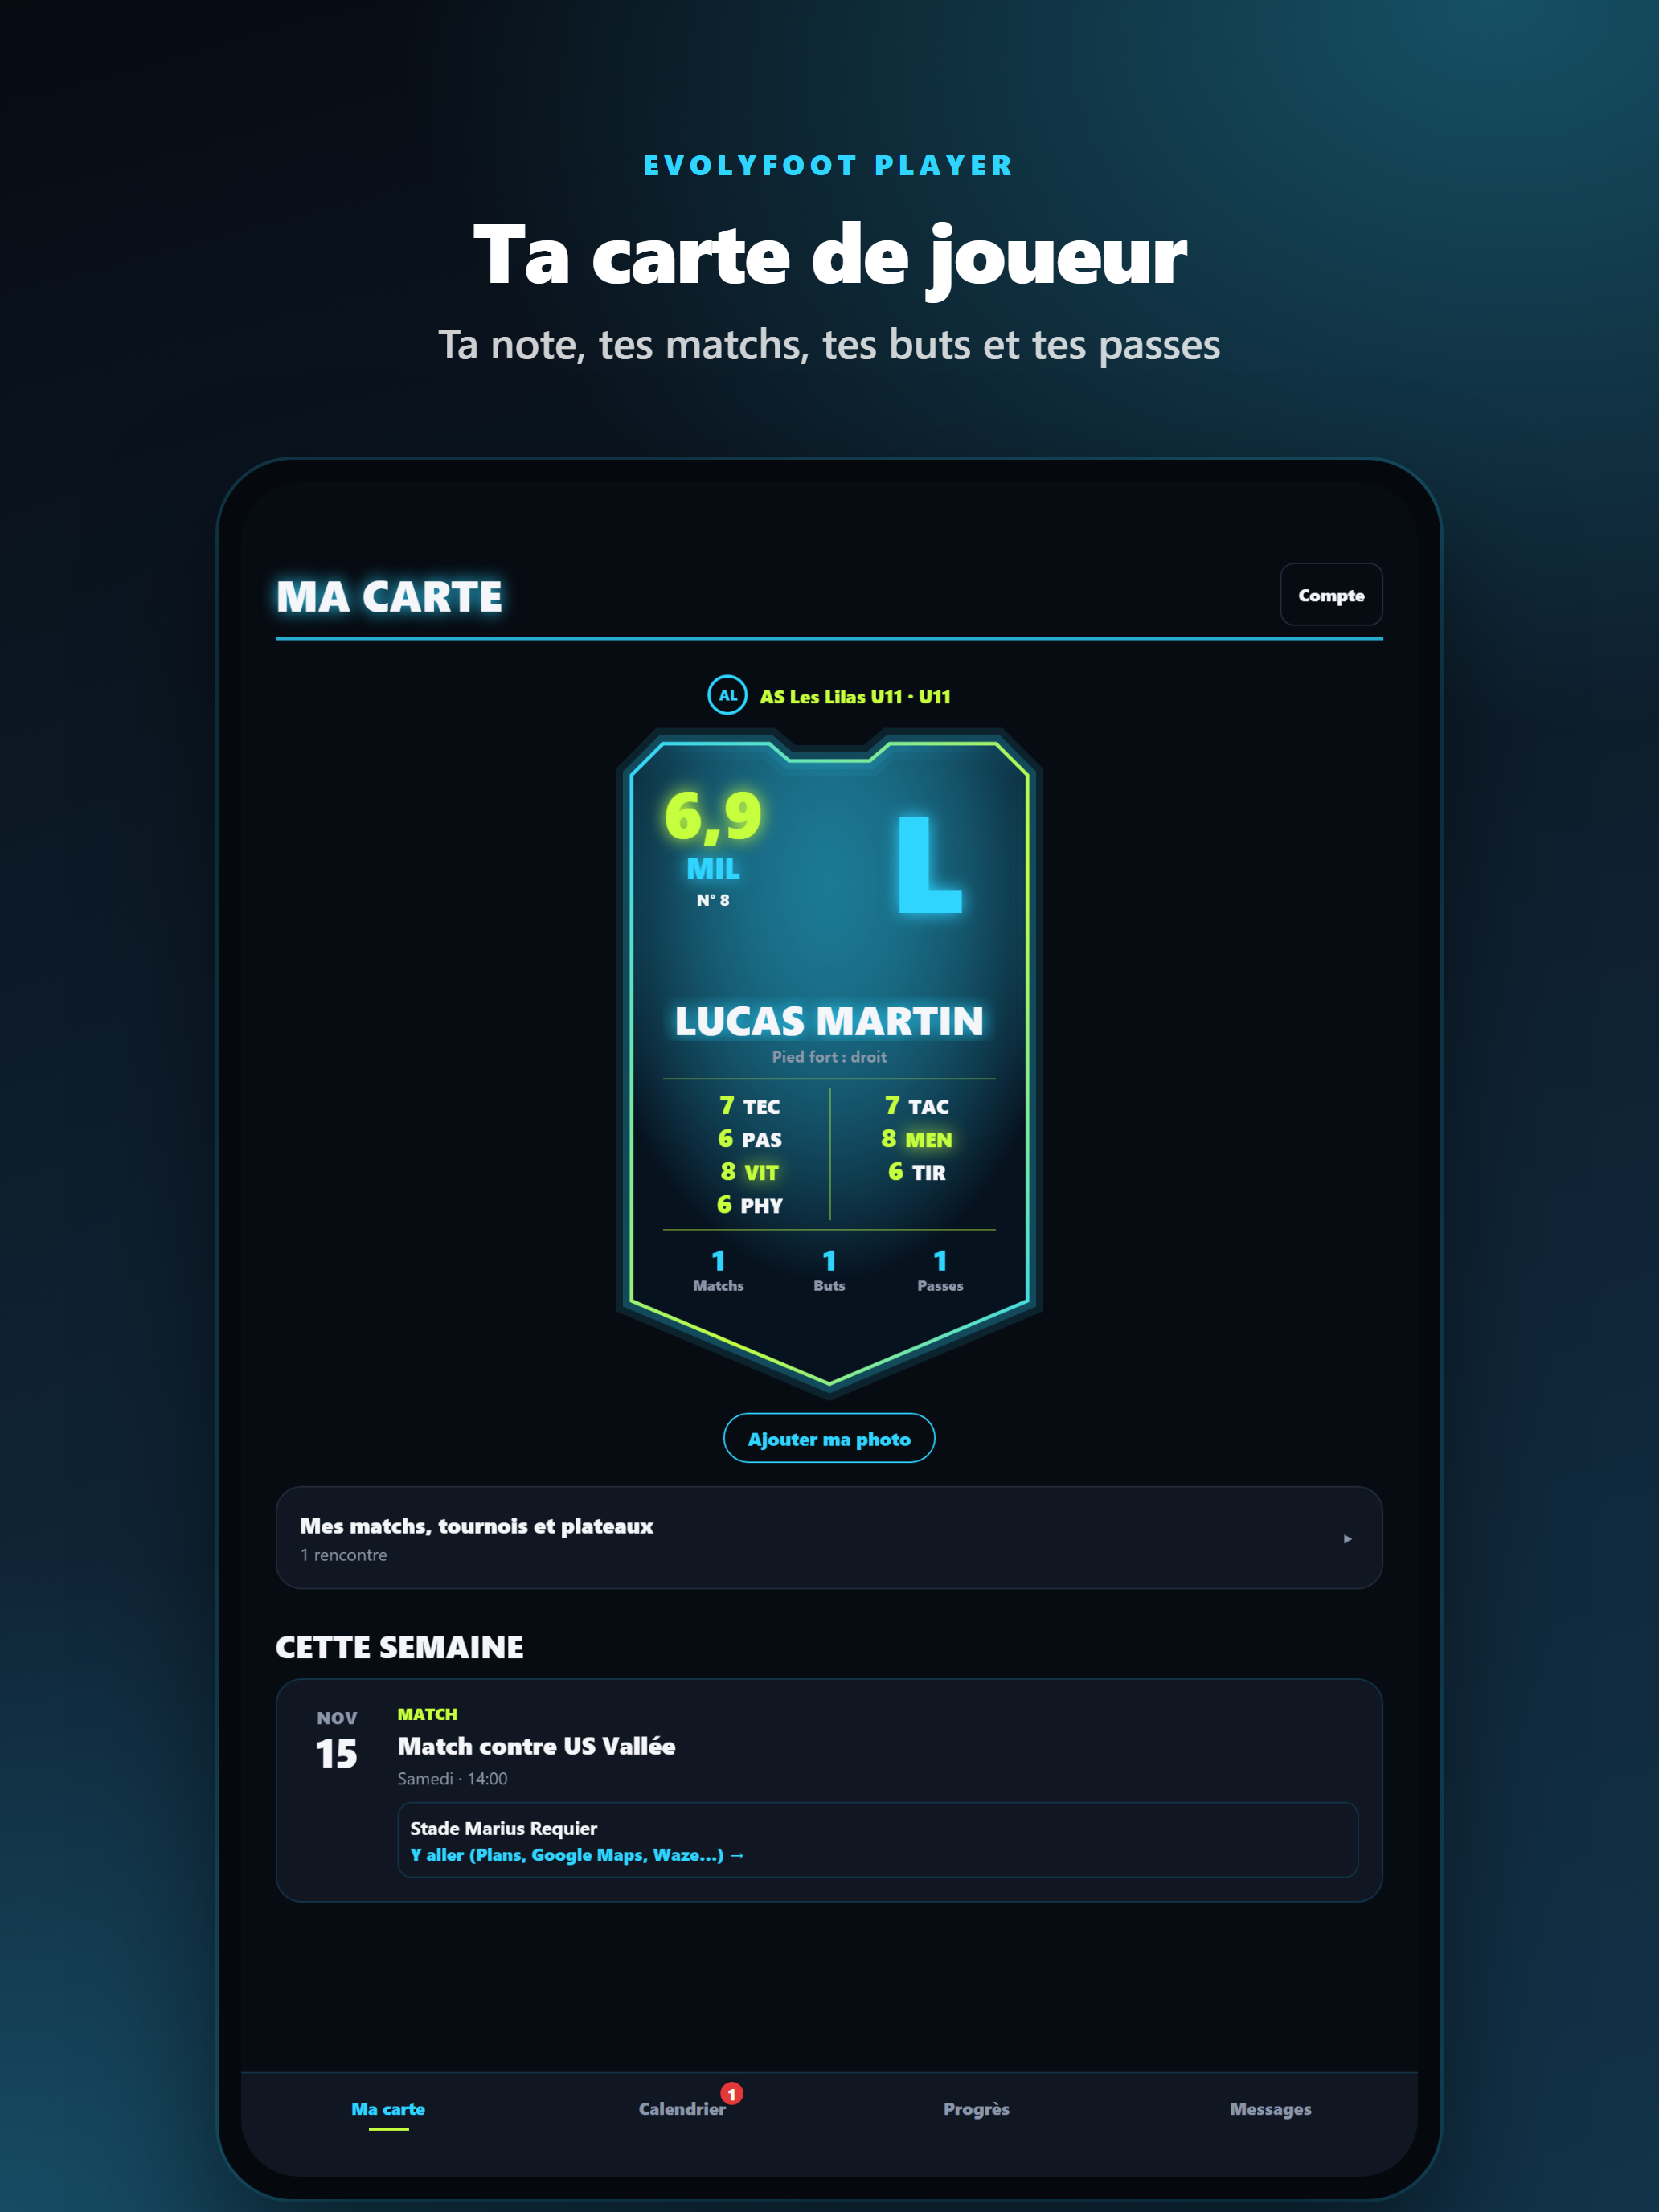 EVOLYFOOT PLAYER
Ta carte de joueur
Ta note, tes matchs, tes buts et tes passes
MA CARTE
Compte
AL
AS Les Lilas U11 · U11
6,9
MIL
N° 8
L
LUCAS MARTIN
Pied fort : droit
7 TEC
6 PAS
8 VIT
6 PHY
7 TAC
8 MEN
6 TIR
1
Matchs
1
Buts
1
Passes
Ajouter ma photo
Mes matchs, tournois et plateaux
1 rencontre
CETTE SEMAINE
NOV
15
MATCH
Match contre US Vallée
Samedi · 14:00
Stade Marius Requier
Y aller (Plans, Google Maps, Waze...) →
Ma carte
Calendrier
1
Progrès
Messages